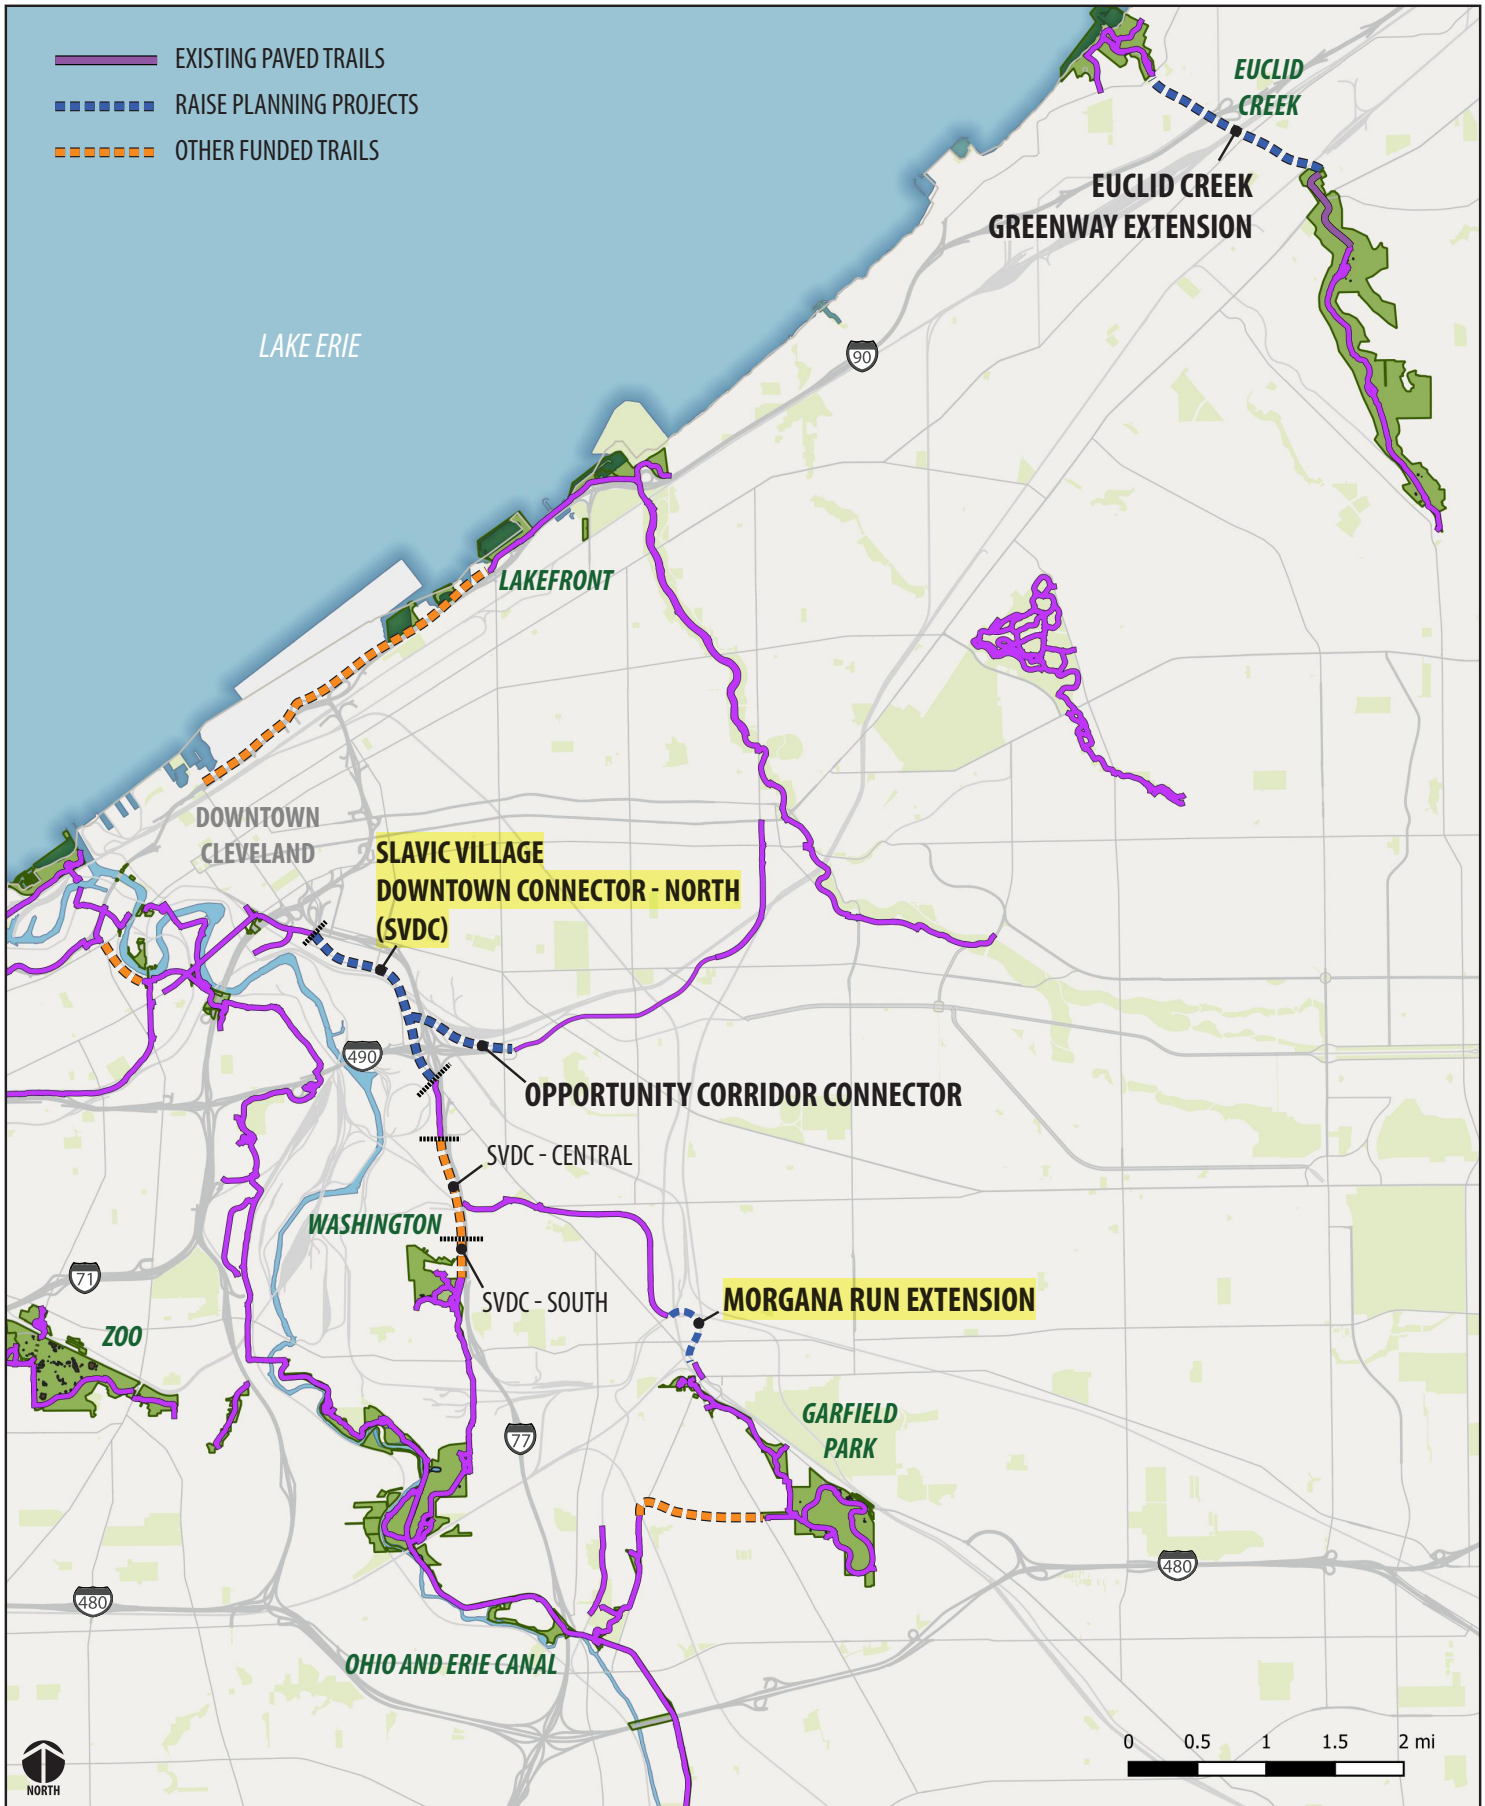 EXISTING PAVED TRAILS
RAISE PLANNING PROJECTS
OTHER FUNDED TRAILS
EUCLID
CREEK
EUCLID CREEK
GREENWAY EXTENSION
LAKE ERIE
90
LAKEFRONT
DOWNTOWN
CLEVELAND
SLAVIC VILLAGE
DOWNTOWN CONNECTOR - NORTH
(SVDC)
490
OPPORTUNITY CORRIDOR CONNECTOR
SVDC - CENTRAL
WASHINGTON
71
SVDC - SOUTH
MORGANA RUN EXTENSION
ZOO
GARFIELD
PARK
77
480
480
OHIO AND ERIE CANAL
0 0.5 1 1.5 2 mi
NORTH